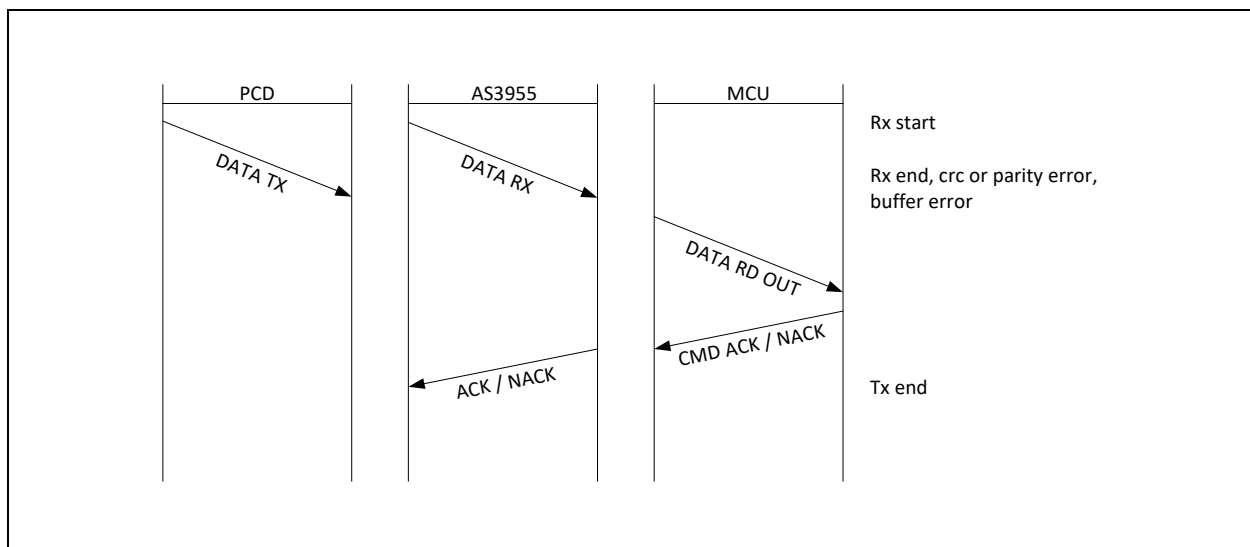 PCD
AS3955
MCU
Rx start
DATA TX
DATA RX
Rx end, crc or parity error,
buffer error
DATA RD OUT
CMD ACK / NACK
ACK / NACK
Tx end